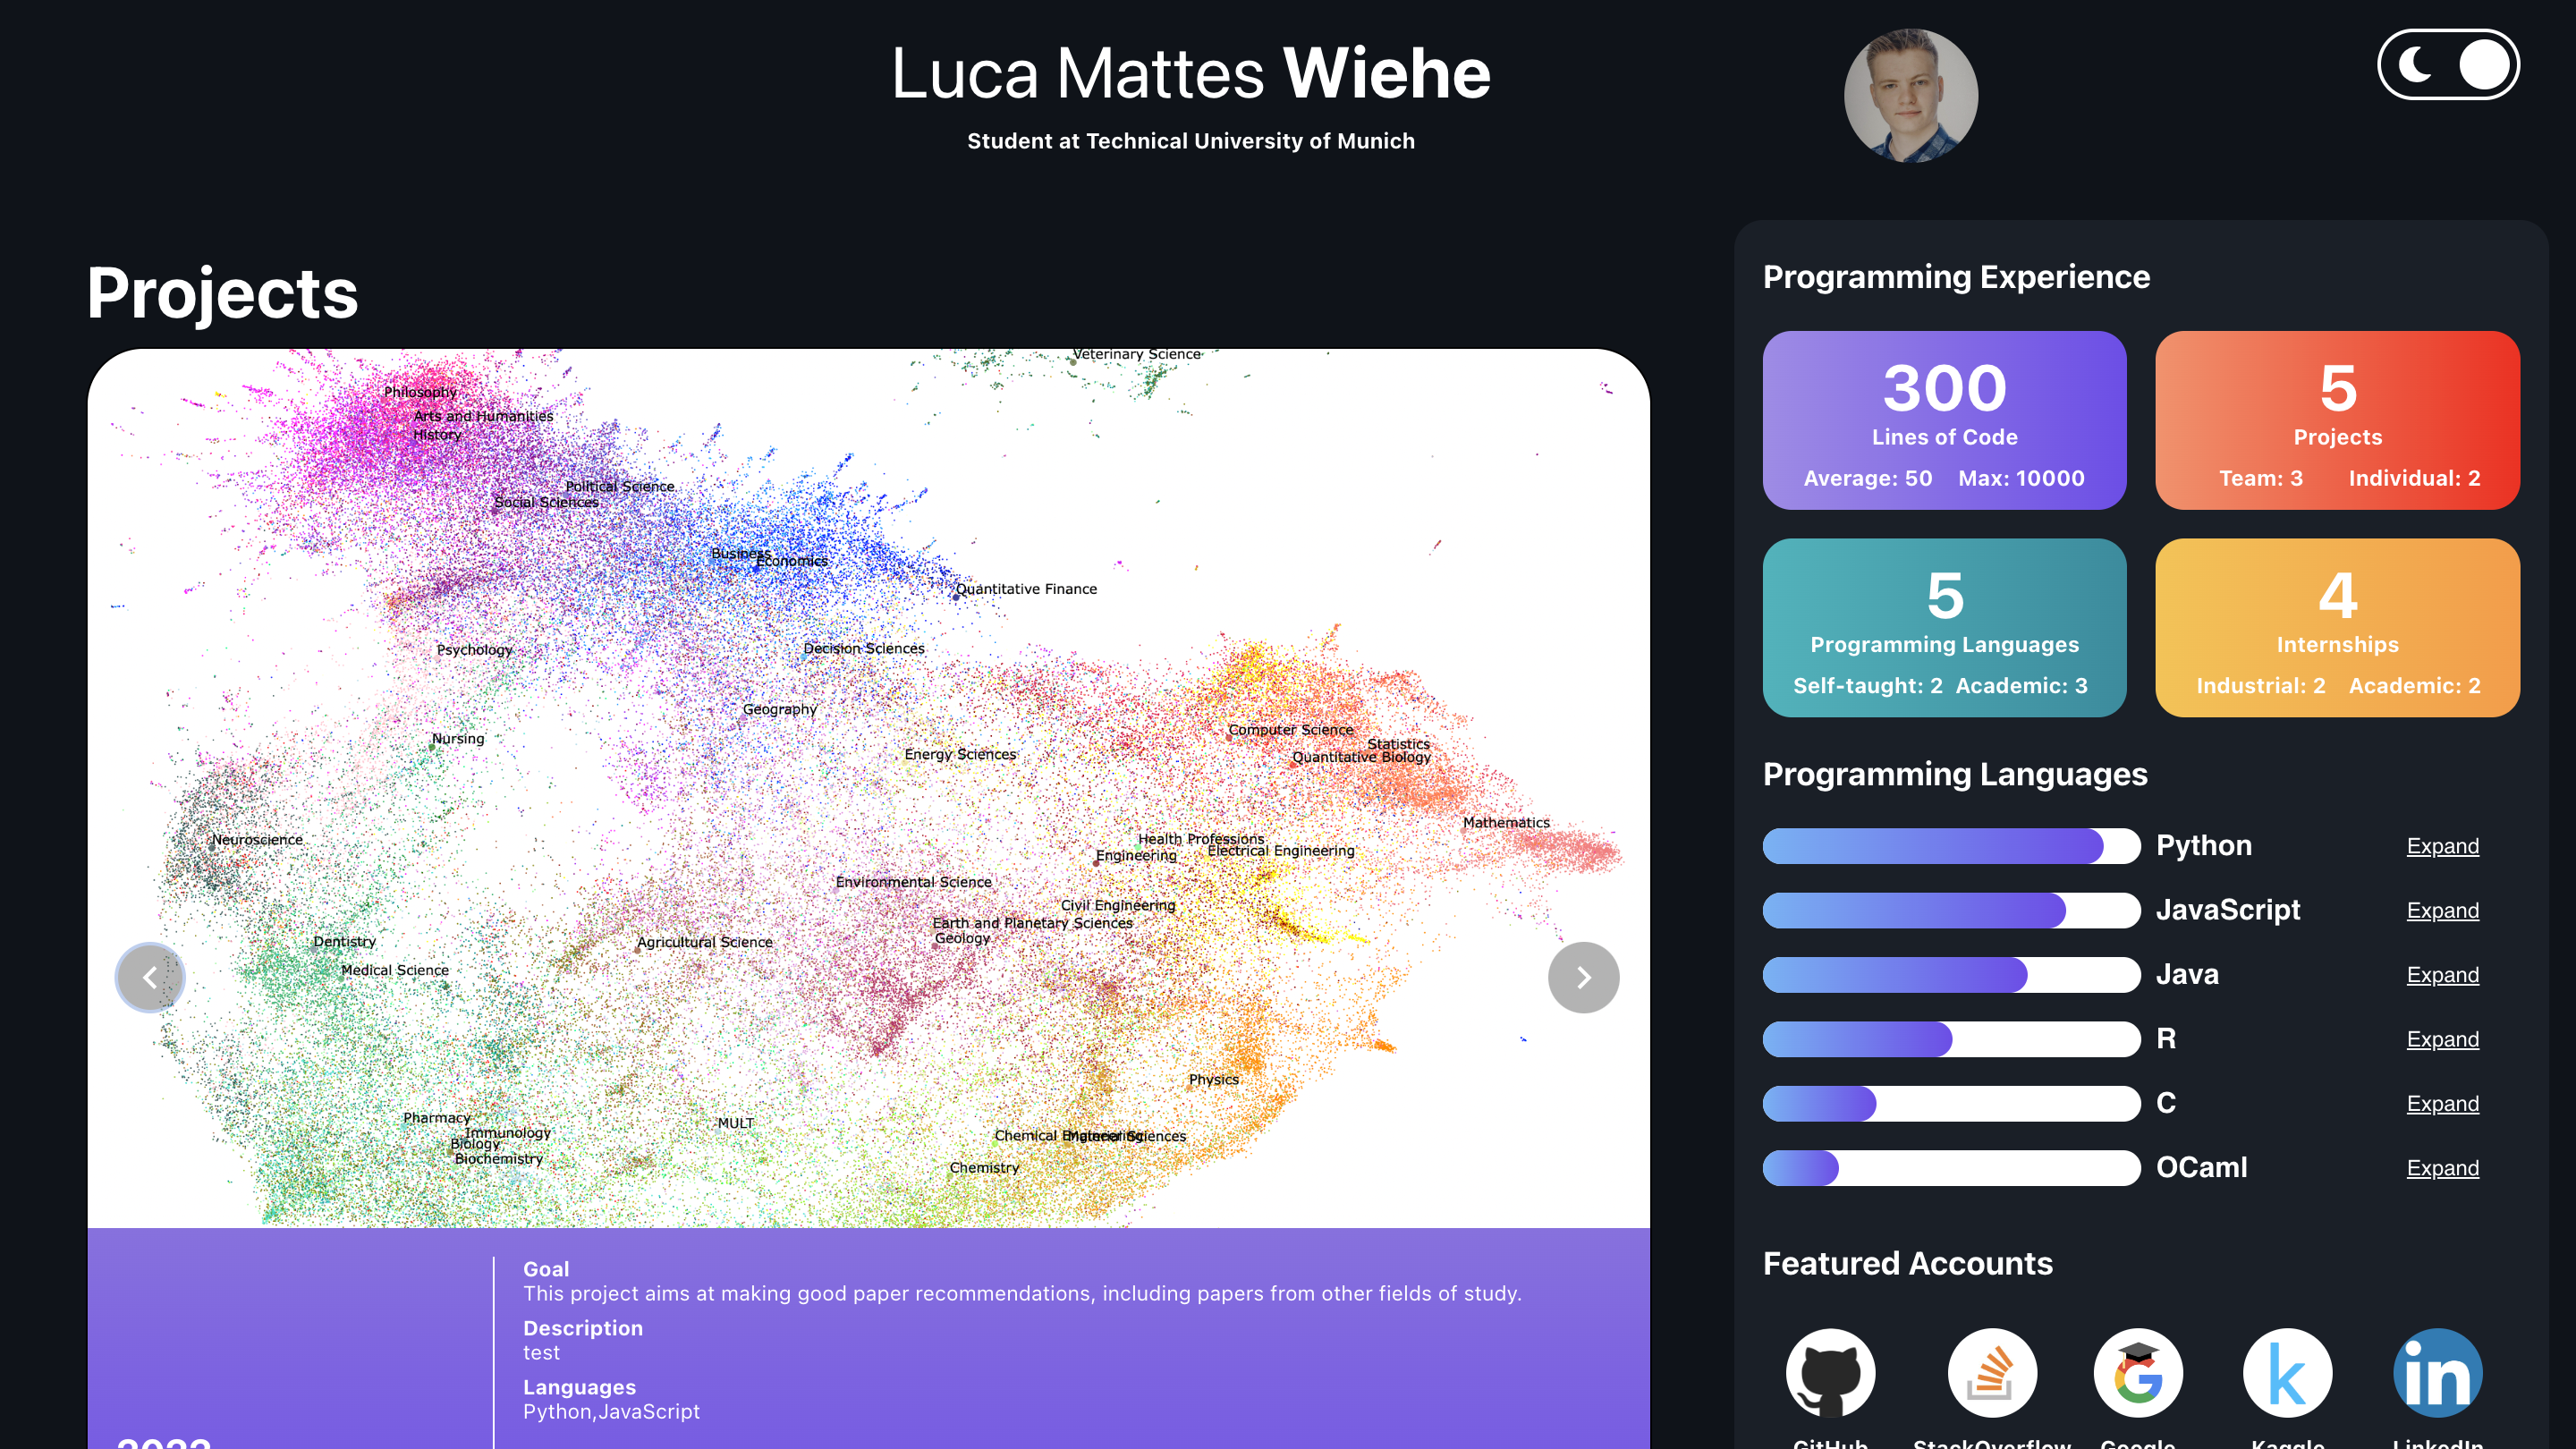 Luca Mattes Wiehe
Student at Technical University of Munich
Projects
Veterinary Science
Philosophy
Arts and Humanities
History
Political Science
Social Sciences
Business
Economics
Quantitative Finance
Psychology
Decision Sciences
Geography
Nursing
Energy Sciences
Computer Science
Statistics
Quantitative Biology
Mathematics
Neuroscience
Health Professions
Electrical Engineering
Engineering
Environmental Science
Civil Engineering
Earth and Planetary Sciences
Geology
Agricultural Science
Dentistry
Medical Science
Physics
Pharmacy
MULT
Immunology
Biology
Biochemistry
Chemical Engineering
Material Sciences
Chemistry
Goal
This project aims at making good paper recommendations, including papers from other fields of study.
Description
test
Languages
Python,JavaScript
Programming Experience
300
Lines of Code
Average: 50 Max: 10000
5
Projects
Team: 3 Individual: 2
5
Programming Languages
Self-taught: 2 Academic: 3
4
Internships
Industrial: 2 Academic: 2
Programming Languages
Python Expand
JavaScript Expand
Java Expand
R Expand
C Expand
OCaml Expand
Featured Accounts
GitHub StackOverflow Google Kaggle LinkedIn